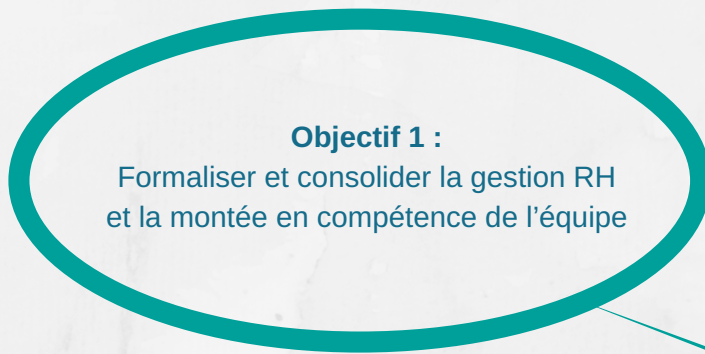 Objectif 1 :
Formaliser et consolider la gestion RH
et la montée en compétence de l’équipe